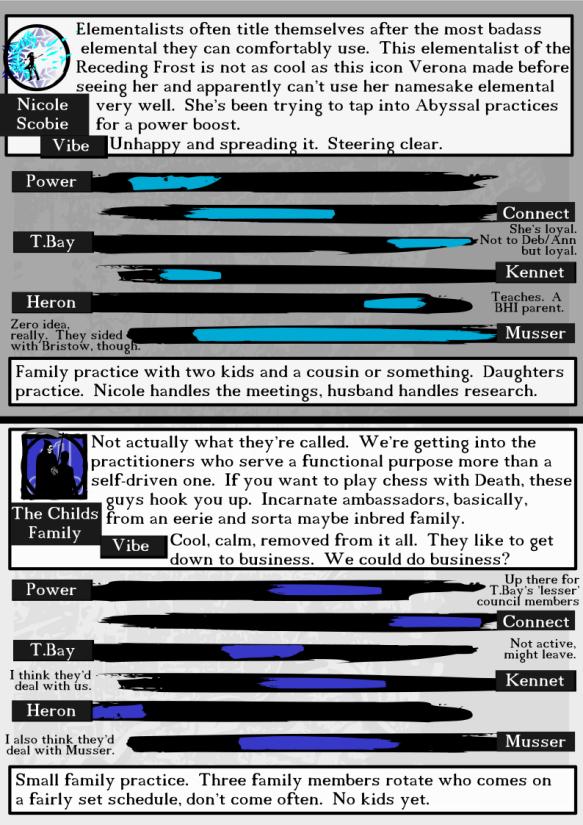 Elementalists often title themselves after the most badass
elemental they can comfortably use. This elementalist of the
Receding Frost is not as cool as this icon Verona made before
seeing her and apparently can't use her namesake elemental
very well. She's been trying to tap into Abyssal practices
for a power boost.
Nicole
Scobie
Vibe
Unhappy and spreading it. Steering clear.
Power
Connect
She's loyal.
Not to Deb/Ann
but loyal.
T.Bay
Kennet
Heron
Teaches. A
BHI parent.
Zero idea,
really. They sided
with Bristow, though.
Musser
Family practice with two kids and a cousin or something. Daughters
practice. Nicole handles the meetings, husband handles research.
Not actually what they're called. We're getting into the
practitioners who serve a functional purpose more than a
self-driven one. If you want to play chess with Death, these
guys hook you up. Incarnate ambassadors, basically,
from an eerie and sorta maybe inbred family.
The Childs
Family
Vibe
Cool, calm, removed from it all. They like to get
down to business. We could do business?
Power
Up there for
T.Bay's 'lesser'
council members
Connect
T.Bay
Not active,
might leave.
I think they'd
deal with us.
Kennet
Heron
I also think they'd
deal with Musser.
Musser
Small family practice. Three family members rotate who comes on
a fairly set schedule, don't come often. No kids yet.